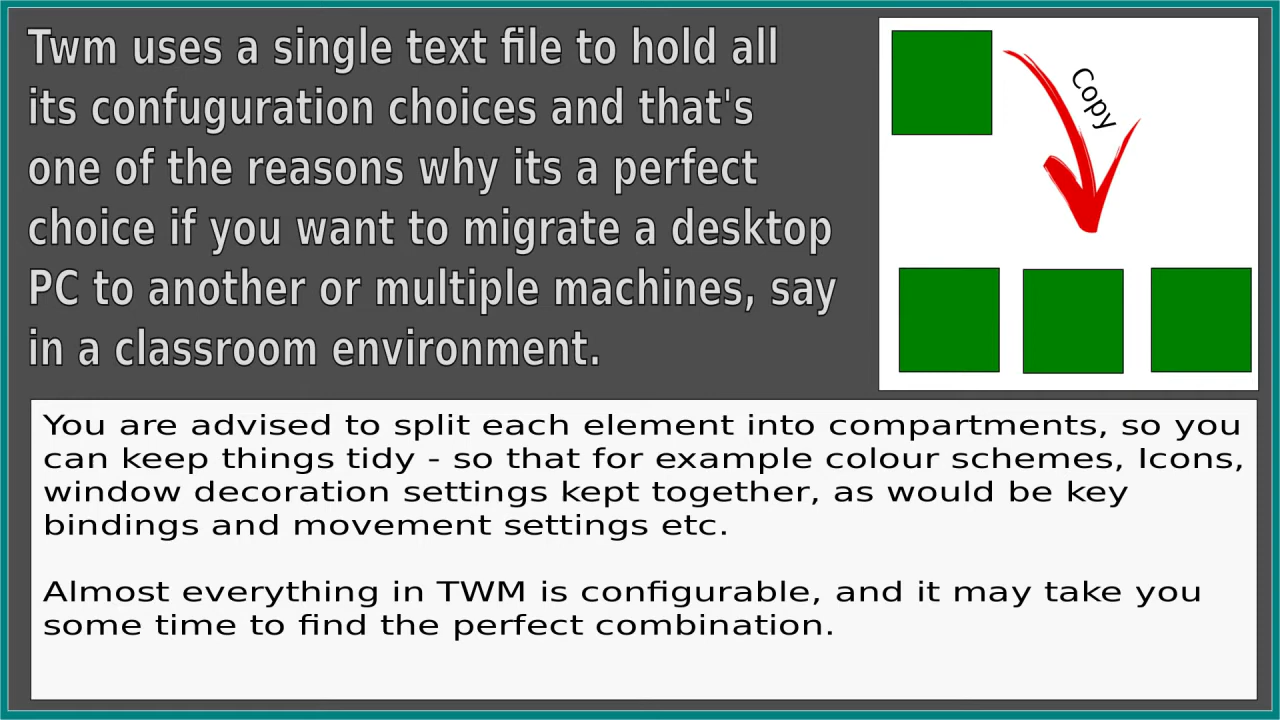 Twm uses a single text file to hold all
its confuguration choices and that's
one of the reasons why its a perfect
choice if you want to migrate a desktop
PC to another or multiple machines, say
in a classroom environment.
Copy
You are advised to split each element into compartments, so you
can keep things tidy - so that for example colour schemes, Icons,
window decoration settings kept together, as would be key
bindings and movement settings etc.
Almost everything in TWM is configurable, and it may take you
some time to find the perfect combination.